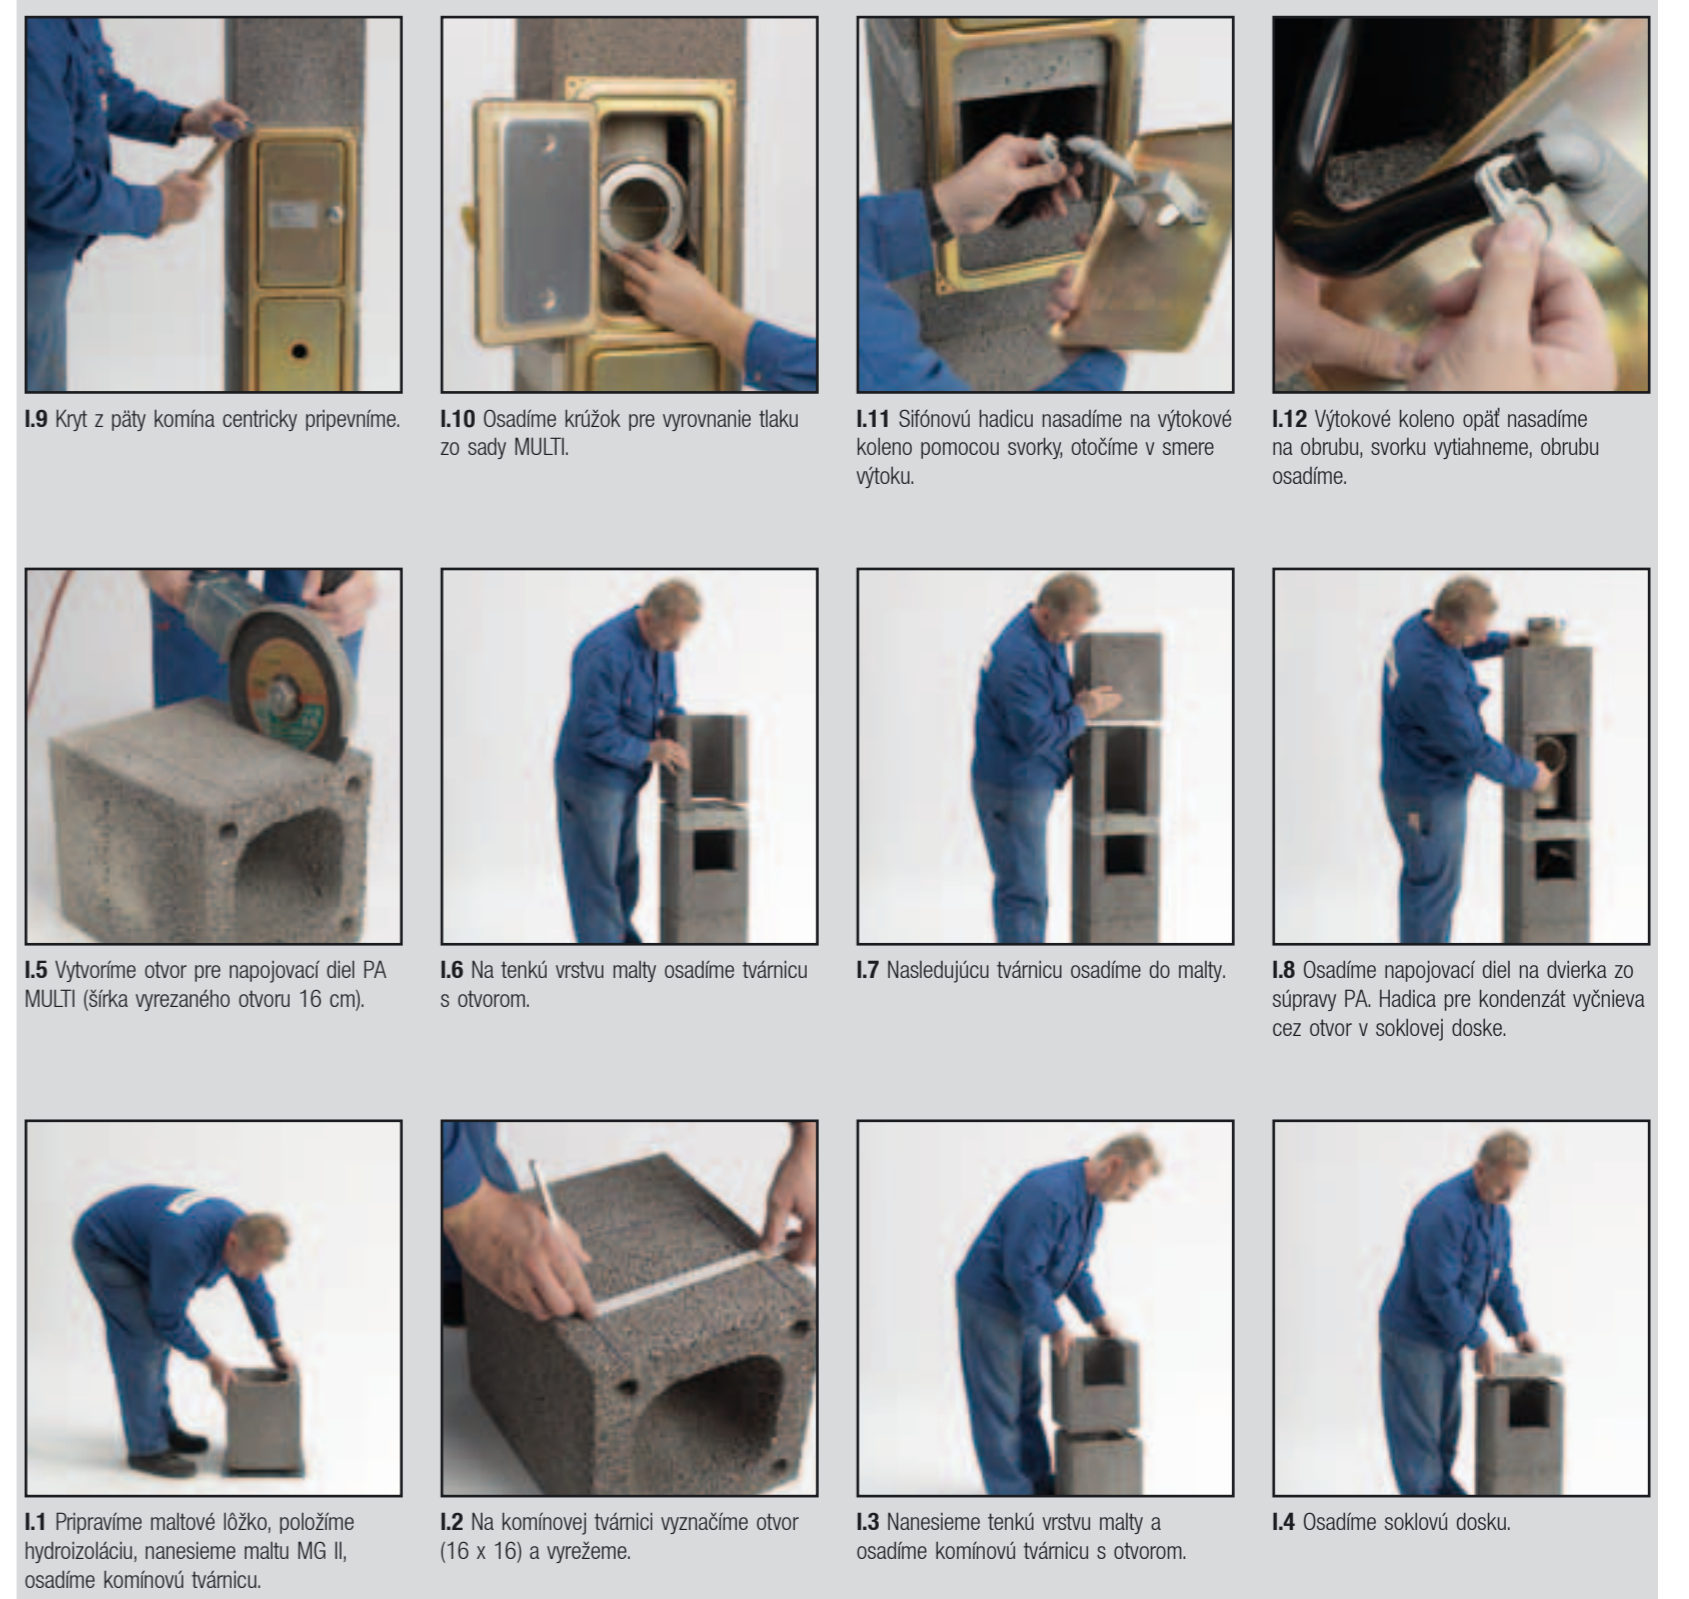 I.9 Kryt z päty komína centricky pripevníme.
I.10 Osadíme krúžok pre vyrovnanie tlaku
zo sady MULTI.
I.11 Sifónovú hadicu nasadíme na výtokové
koleno pomocou svorky, otočíme v smere
výtoku.
I.12 Výtokové koleno opäť nasadíme
na obrubu, svorku vytiahneme, obrubu
osadíme.
I.5 Vytvoríme otvor pre napojovací diel PA
MULTI (šírka vyrezaného otvoru 16 cm).
I.6 Na tenkú vrstvu malty osadíme tvárnicu
s otvorom.
I.7 Nasledujúcu tvárnicu osadíme do malty.
I.8 Osadíme napojovací diel na dvierka zo
súpravy PA. Hadica pre kondenzát vyčnieva
cez otvor v soklovej doske.
I.1 Pripravíme maltové lôžko, položíme
hydroizoláciu, nanesieme maltu MG II,
osadíme komínovú tvárnicu.
I.2 Na komínovej tvárnici vyznačíme otvor
(16 x 16) a vyrežeme.
I.3 Nanesieme tenkú vrstvu malty a
osadíme komínovú tvárnicu s otvorom.
I.4 Osadíme soklovú dosku.